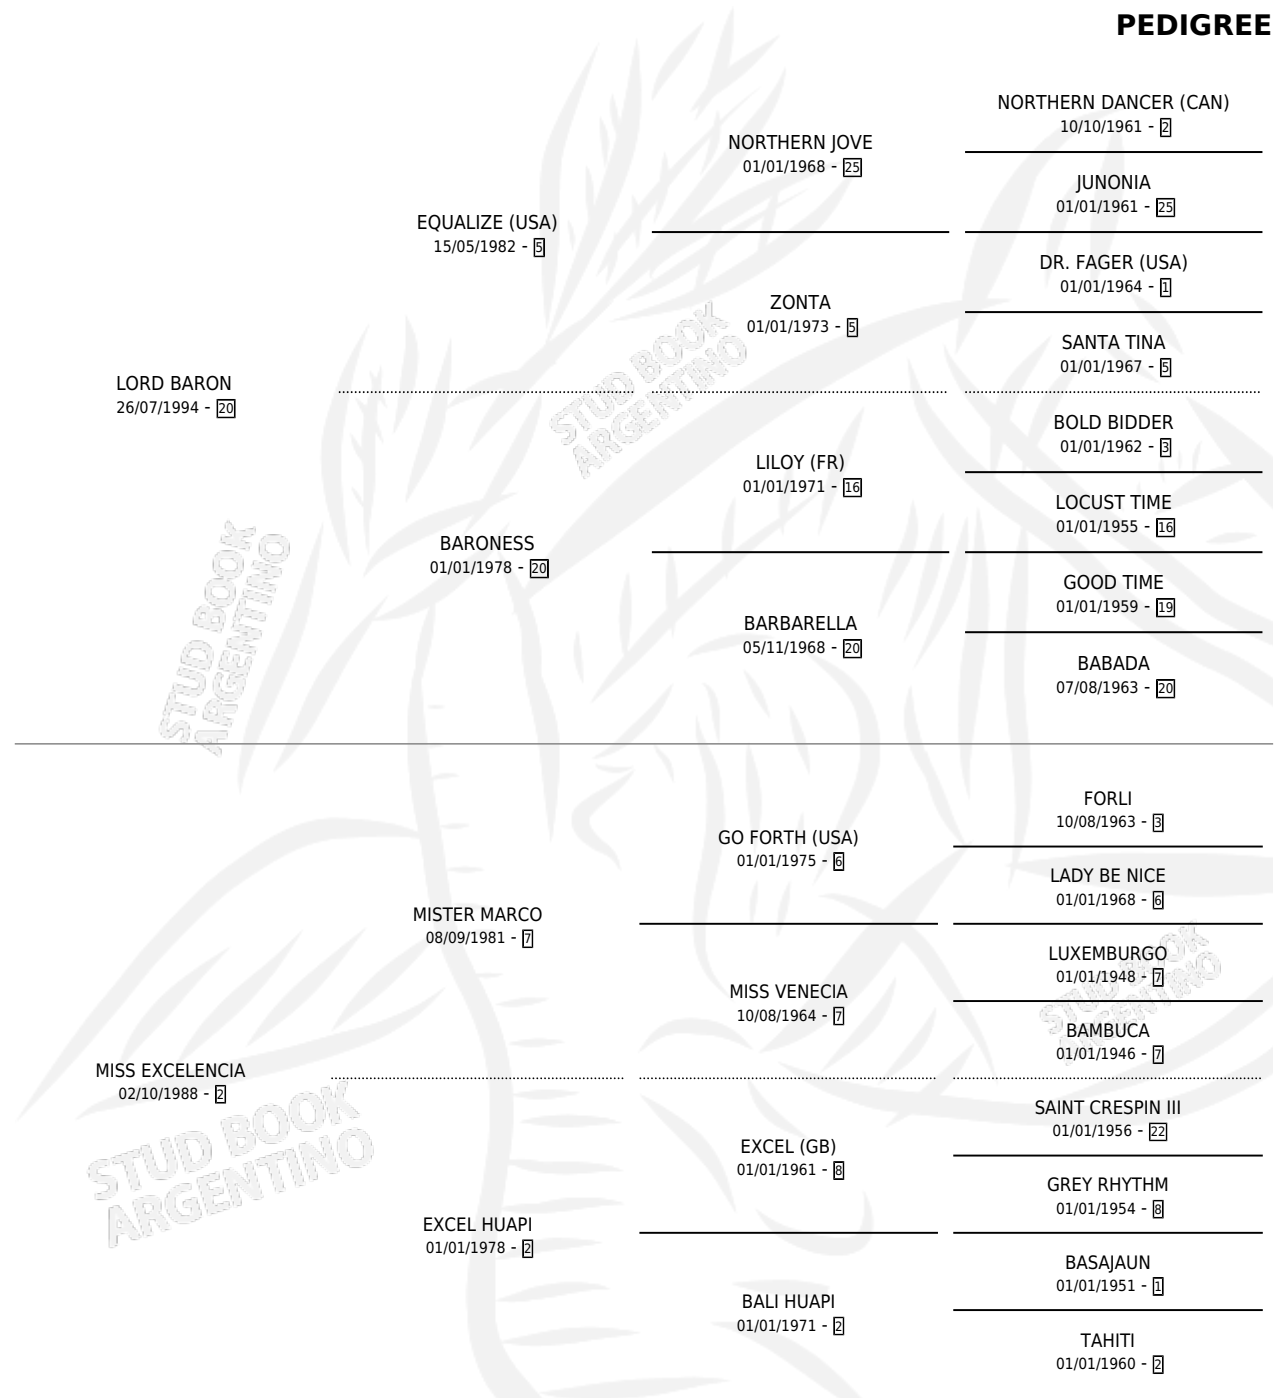 PEDIGREE
NORTHERN DANCER (CAN)
10/10/1961 - 2
NORTHERN JOVE
01/01/1968 - 25
JUNONIA
01/01/1961 - 25
EQUALIZE (USA)
15/05/1982 - 5
DR. FAGER (USA)
01/01/1964 - 1
ZONTA
01/01/1973 - 5
SANTA TINA
01/01/1967 - 5
LORD BARON
26/07/1994 - 20
BOLD BIDDER
01/01/1962 - 3
LILOY (FR)
01/01/1971 - 16
LOCUST TIME
01/01/1955 - 16
BARONESS
01/01/1978 - 20
GOOD TIME
01/01/1959 - 19
BARBARELLA
05/11/1968 - 20
BABADA
07/08/1963 - 20
FORLI
10/08/1963 - 3
GO FORTH (USA)
01/01/1975 - 6
LADY BE NICE
01/01/1968 - 6
MISTER MARCO
08/09/1981 - 7
LUXEMBURGO
01/01/1948 - 7
MISS VENECIA
10/08/1964 - 7
BAMBUCA
01/01/1946 - 7
MISS EXCELENCIA
02/10/1988 - 2
SAINT CRESPIN III
01/01/1956 - 22
EXCEL (GB)
01/01/1961 - 8
GREY RHYTHM
01/01/1954 - 8
EXCEL HUAPI
01/01/1978 - 2
BASAJAUN
01/01/1951 - 1
BALI HUAPI
01/01/1971 - 2
TAHITI
01/01/1960 - 2
STUD BOOK
ARGENTINO
STUD BOOK
ARGENTINO
STUD BOOK
ARGENTINO
STUD BOOK
ARGENTINO